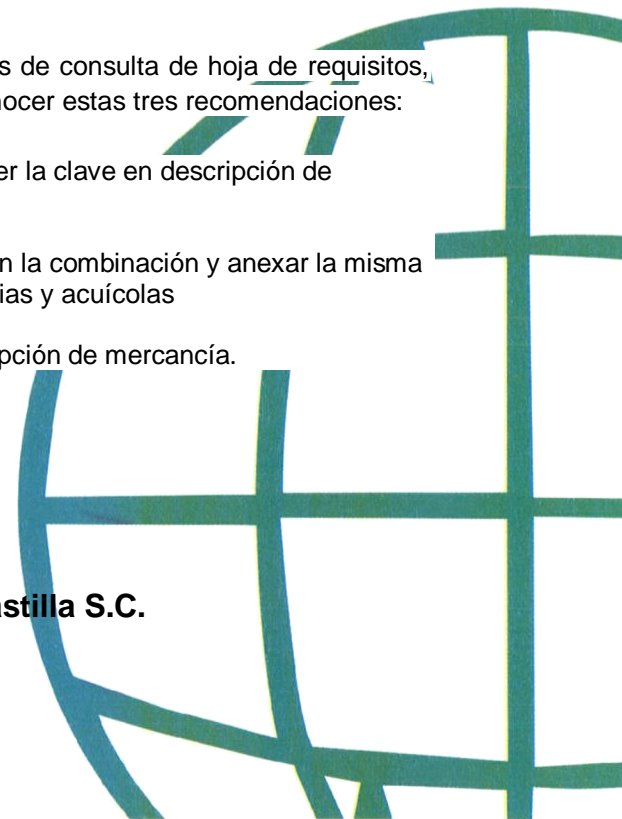 s de consulta de hoja de requisitos,
nocer estas tres recomendaciones:
er la clave en descripción de
n la combinación y anexar la misma
ias y acuícolas
pción de mercancía.
astilla S.C.